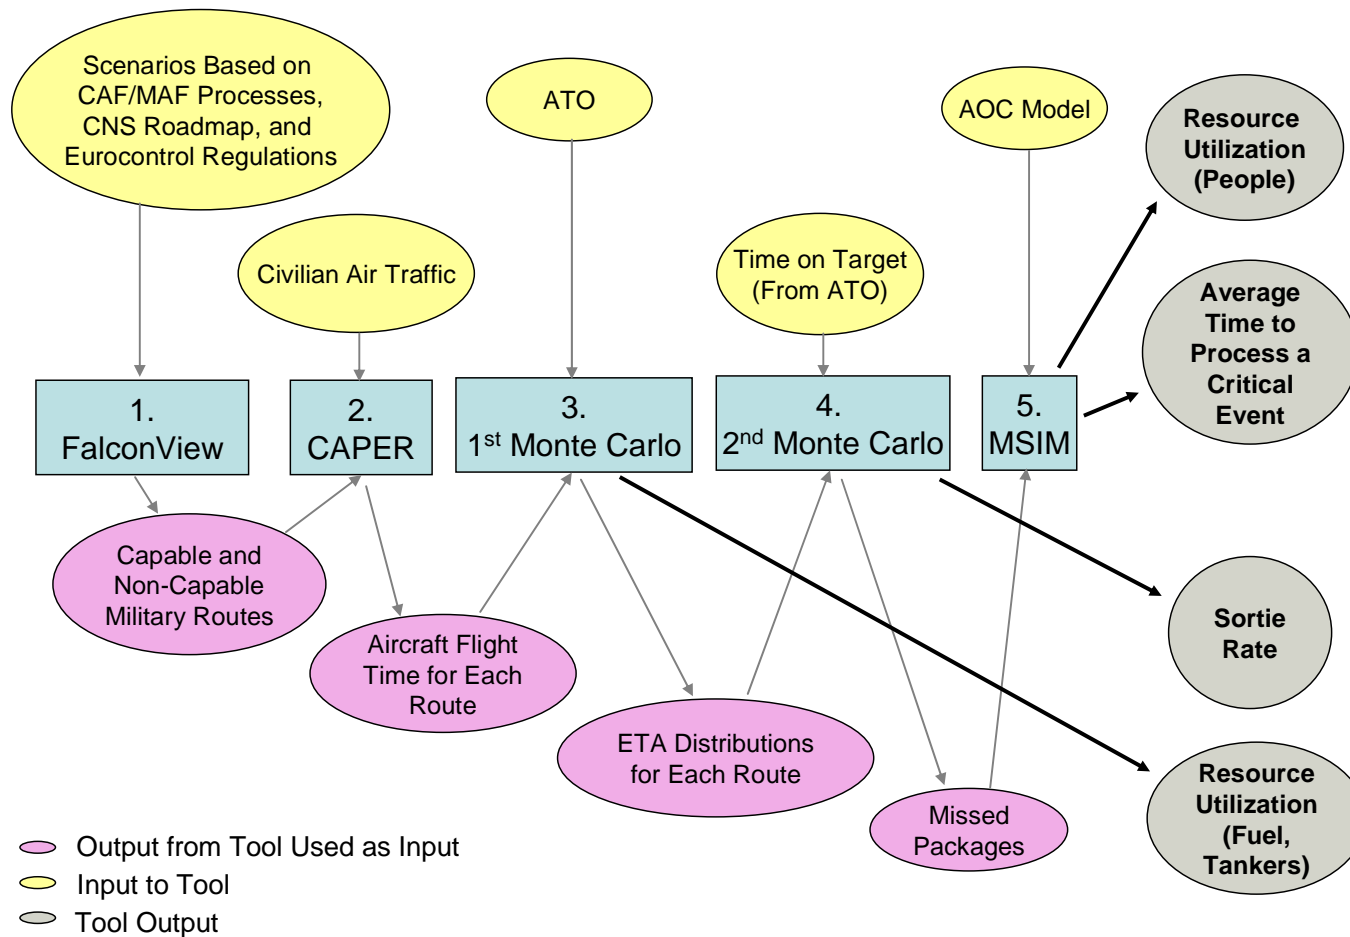 Scenarios Based on
CAF/MAF Processes,
CNS Roadmap, and
Eurocontrol Regulations
ATO
AOC Model
Resource
Utilization
(People)
Civilian Air Traffic
Time on Target
(From ATO)
Average
Time to
Process a
Critical
Event
1.
FalconView
2.
CAPER
3.
1st Monte Carlo
4.
2nd Monte Carlo
5.
MSIM
Capable and
Non-Capable
Military Routes
Aircraft Flight
Time for Each
Route
ETA Distributions
for Each Route
Missed
Packages
Sortie
Rate
Resource
Utilization
(Fuel,
Tankers)
Output from Tool Used as Input
Input to Tool
Tool Output